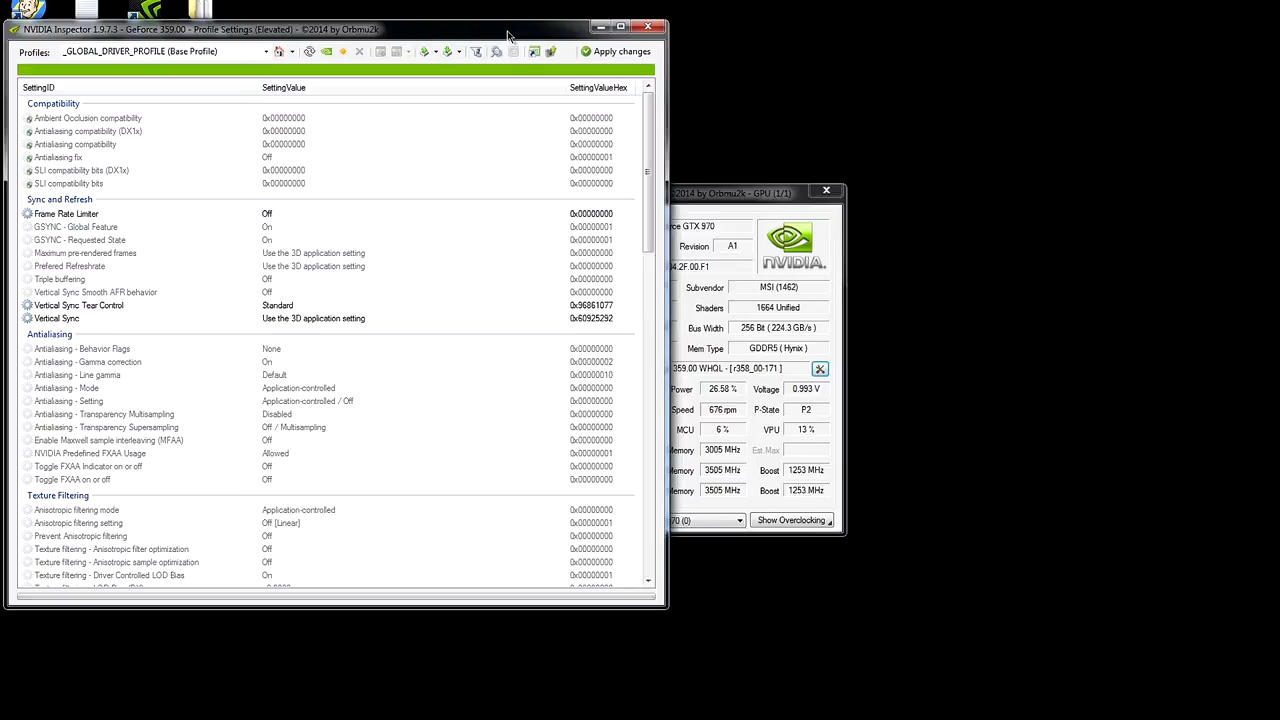 NVIDIA Inspector 1.9.7.3 - GeForce 359.00 - Profile Settings (Elevated) - ©2014 by Orbmu2k
Profiles: _GLOBAL_DRIVER_PROFILE (Base Profile) Apply changes
SettingID SettingValue SettingValueHex
Compatibility
Ambient Occlusion compatibility 0x00000000
Antialiasing compatibility (DX1x) 0x00000000
Antialiasing compatibility 0x00000000
Antialiasing fix Off 0x00000001
SLI compatibility bits (DX1x) 0x00000000
SLI compatibility bits 0x00000000
Sync and Refresh
Frame Rate Limiter Off 0x00000000
GSYNC - Global Feature On 0x00000001
GSYNC - Requested State On 0x00000001
Maximum pre-rendered frames Use the 3D application setting 0x00000000
Prefered Refreshrate Use the 3D application setting 0x00000000
Triple buffering Off 0x00000000
Vertical Sync Smooth AFR behavior Off 0x00000000
Vertical Sync Tear Control Standard 0x96861077
Vertical Sync Use the 3D application setting 0x60925292
Antialiasing
Antialiasing - Behavior Flags None 0x00000000
Antialiasing - Gamma correction On 0x00000002
Antialiasing - Line gamma Default 0x00000010
Antialiasing - Mode Application-controlled 0x00000000
Antialiasing - Setting Application-controlled / Off 0x00000000
Antialiasing - Transparency Multisampling Disabled 0x00000000
Antialiasing - Transparency Supersampling Off / Multisampling 0x00000000
Enable Maxwell sample interleaving (MFAA) Off 0x00000000
NVIDIA Predefined FXAA Usage Allowed 0x00000001
Toggle FXAA Indicator on or off Off 0x00000000
Toggle FXAA on or off Off 0x00000000
Texture Filtering
Anisotropic filtering mode Application-controlled 0x00000000
Anisotropic filtering setting Off [Linear] 0x00000001
Prevent Anisotropic filtering Off 0x00000000
Texture filtering - Anisotropic filter optimization Off 0x00000000
Texture filtering - Anisotropic sample optimization Off 0x00000000
Texture filtering - Driver Controlled LOD Bias On 0x00000001
©2014 by Orbmu2k - GPU (1/1)
rce GTX 970
Revision A1
NVIDIA.
04.2F.00.F1
Subvendor MSI (1462)
Shaders 1664 Unified
Bus Width 256 Bit ( 224.3 GB/s )
Mem Type GDDR5 ( Hynix )
359.00 WHQL - [ r358_00-171 ]
Power 26.58 % Voltage 0.993 V
Speed 676 rpm P-State P2
MCU 6 % VPU 13 %
Memory 3005 MHz Est.Max
Memory 3505 MHz Boost 1253 MHz
Memory 3505 MHz Boost 1253 MHz
70 (0) Show Overclocking